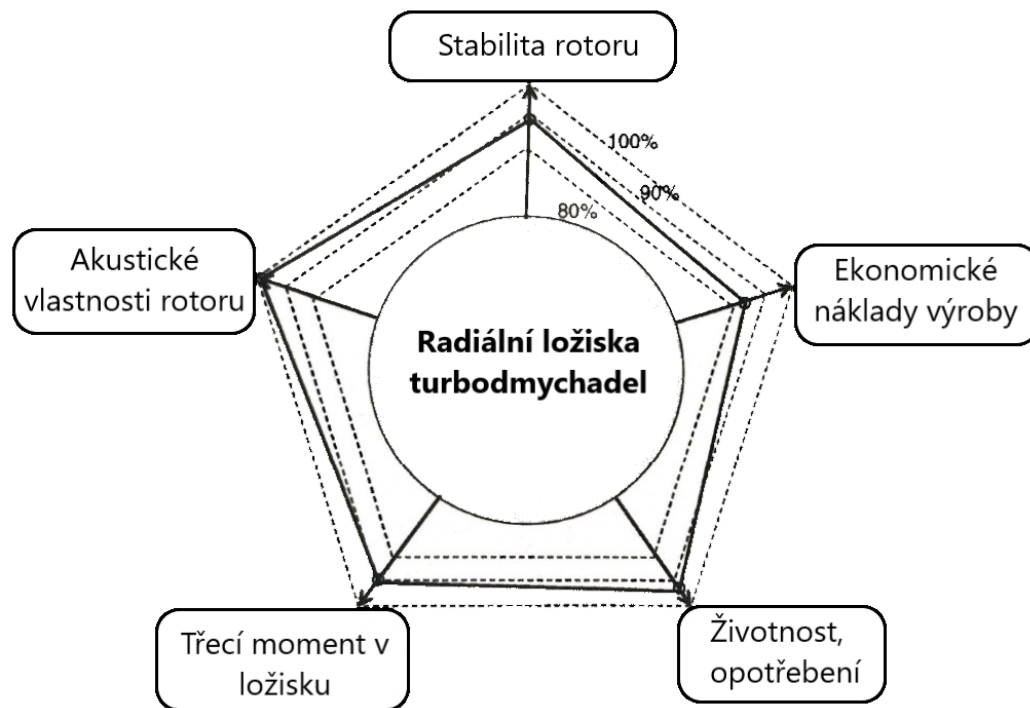 Stabilita rotoru
100%
90%
80%
Akustické
vlastnosti rotoru
Ekonomické
náklady výroby
Radiální ložiska
turbodmychadel
Třecí moment v
ložisku
Životnost,
opotřebení